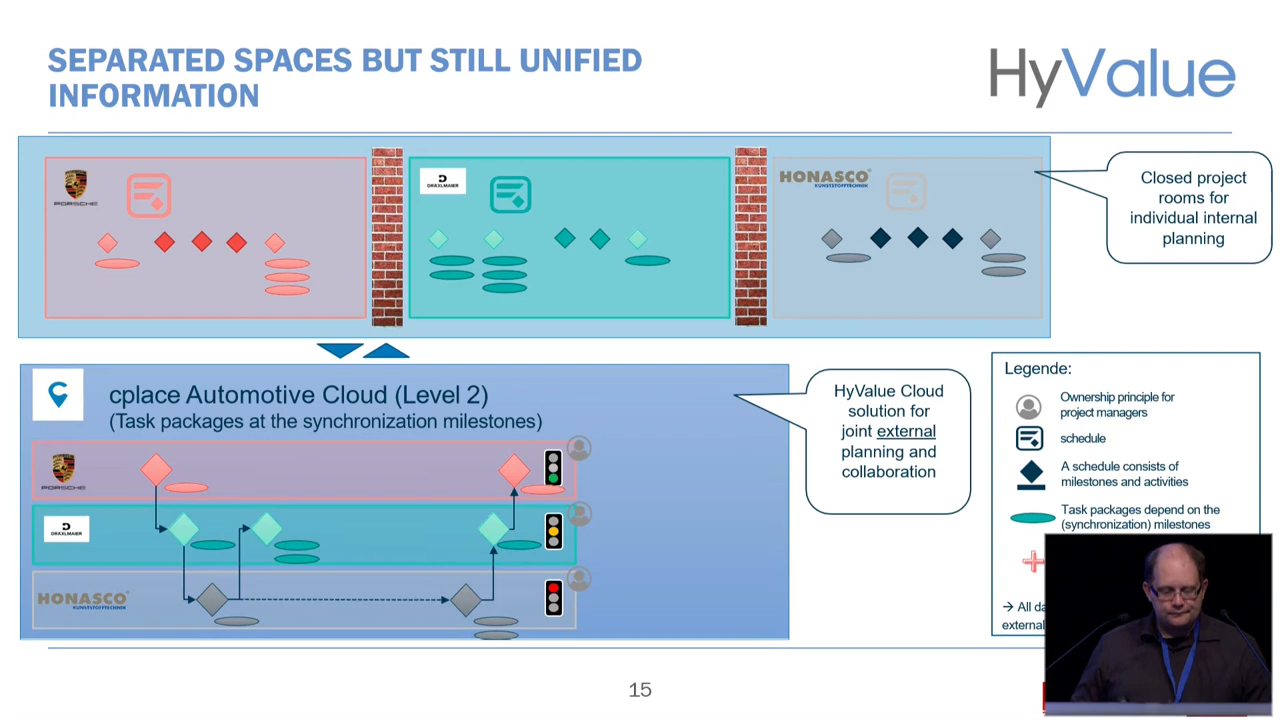 SEPARATED SPACES BUT STILL UNIFIED
INFORMATION
HyValue
PORSCHE
DRÄXLMAIER
HONASCO
KUNSTSTOFFTECHNIK
Closed project
rooms for
individual internal
planning
cplace Automotive Cloud (Level 2)
(Task packages at the synchronization milestones)
PORSCHE
DRÄXLMAIER
HONASCO
KUNSTSTOFFTECHNIK
HyValue Cloud
solution for
joint external
planning and
collaboration
Legende:
Ownership principle for
project managers
schedule
A schedule consists of
milestones and activities
Task packages depend on the
(synchronization) milestones
→ All da
external
15